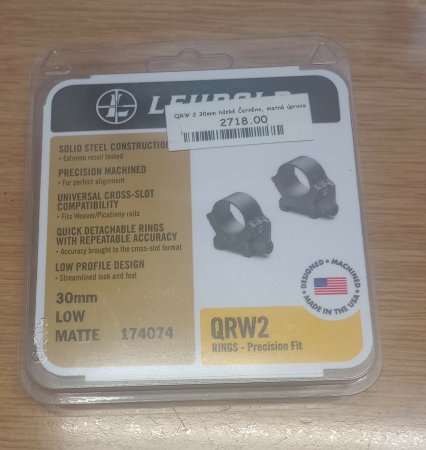 LEUPOLD
QRW 2 30mm Nízké Černěno, matná úprava
2718.00
SOLID STEEL CONSTRUCTION
• Extreme recoil tested
PRECISION MACHINED
• For perfect alignment
UNIVERSAL CROSS-SLOT
COMPATIBILITY
• Fits Weaver/Picatinny rails
QUICK DETACHABLE RINGS
WITH REPEATABLE ACCURACY
• Accuracy brought to the cross-slot format
LOW PROFILE DESIGN
• Streamlined look and feel
30mm
LOW
MATTE 174074
DESIGNED • MACHINED
MADE IN THE USA
QRW2
RINGS - Precision Fit